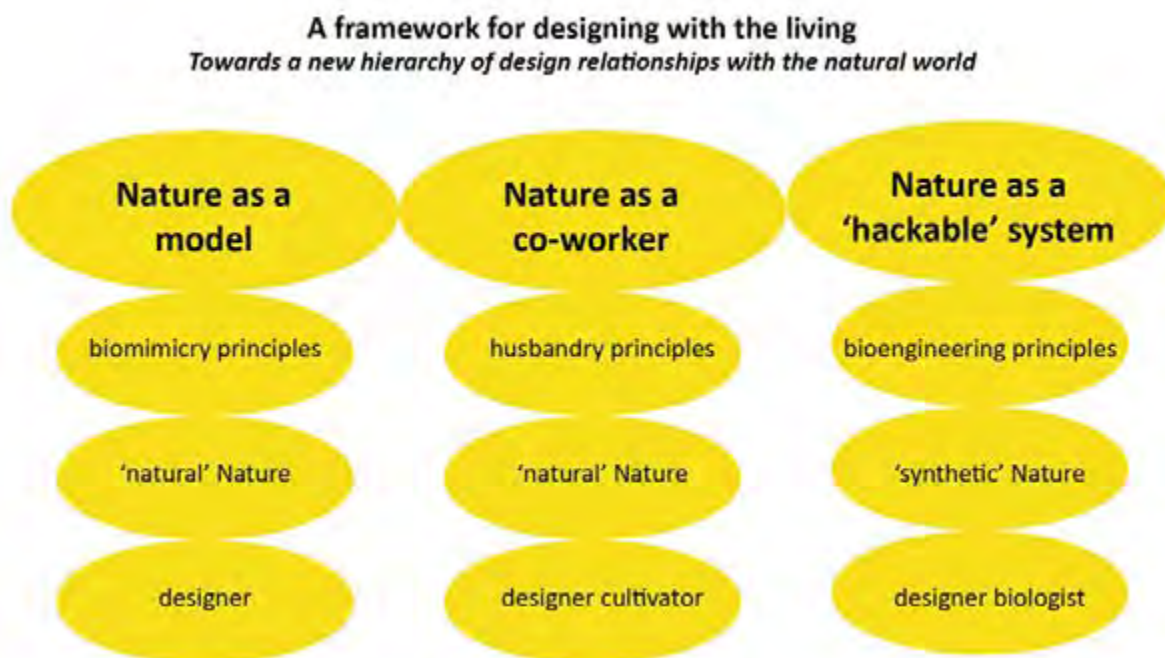 A framework for designing with the living
Towards a new hierarchy of design relationships with the natural world
Nature as a
model
biomimicry principles
‘natural’ Nature
designer
Nature as a
co-worker
husbandry principles
‘natural’ Nature
designer cultivator
Nature as a
‘hackable’ system
bioengineering principles
‘synthetic’ Nature
designer biologist